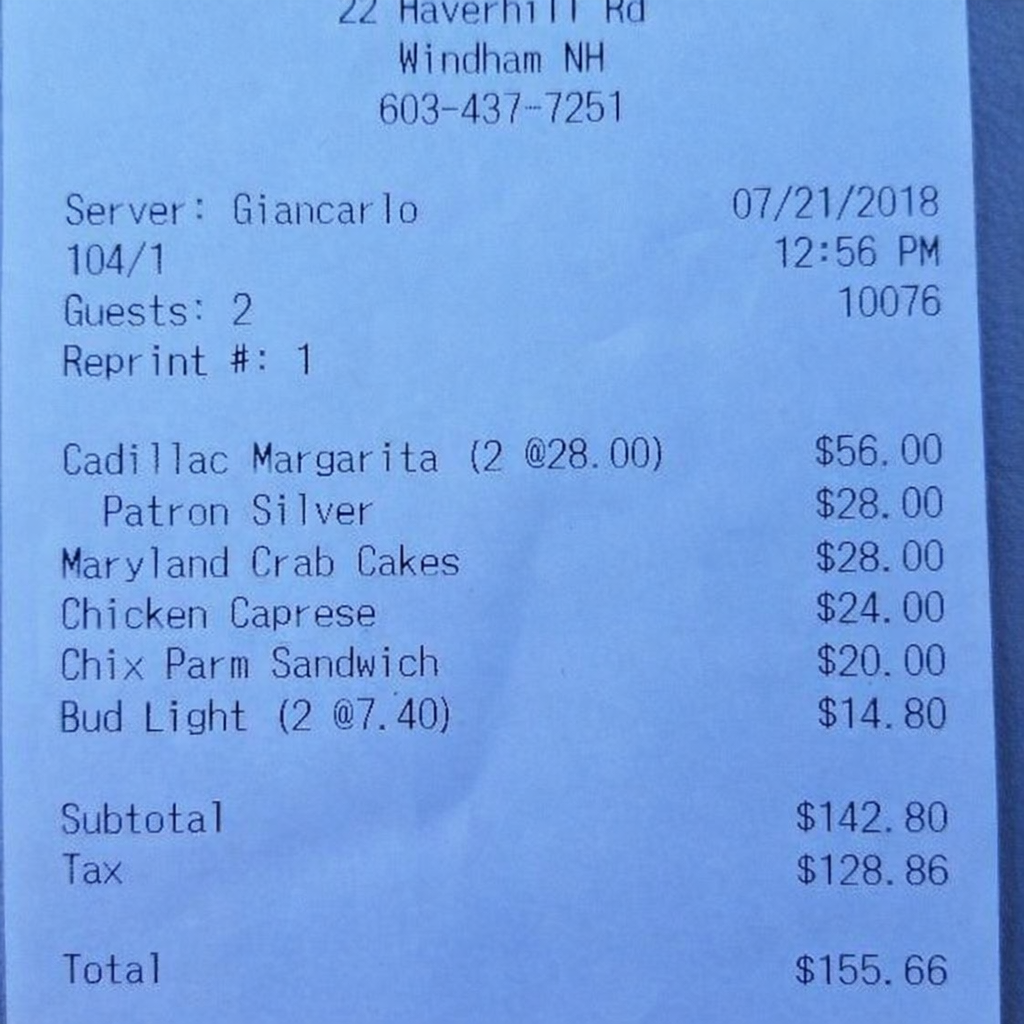 22 Haverhill Rd
Windham NH
603-437-7251
Server: Giancarlo 07/21/2018
104/1 12:56 PM
Guests: 2 10076
Reprint #: 1
Cadillac Margarita (2 @28.00) $56.00
Patron Silver $28.00
Maryland Crab Cakes $28.00
Chicken Caprese $24.00
Chix Parm Sandwich $20.00
Bud Light (2 @7.40) $14.80
Subtotal $142.80
Tax $128.86
Total $155.66